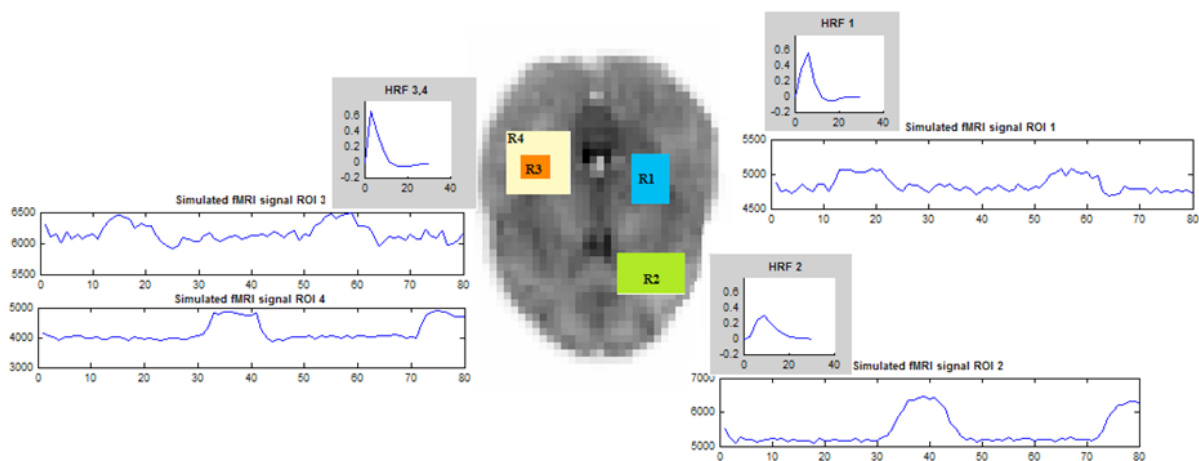 HRF 3,4
0.6
0.4
0.2
0
-0.2
0 20 40
Simulated fMRI signal ROI 3
6500
6000
5500
0 10 20 30 40 50 60 70 80
Simulated fMRI signal ROI 4
5000
4000
3000
0 10 20 30 40 50 60 70 80
R4
R3
R1
R2
HRF 1
0.6
0.4
0.2
0
-0.2
0 20 40
Simulated fMRI signal ROI 1
5500
5000
4500
0 10 20 30 40 50 60 70 80
HRF 2
0.6
0.4
0.2
0
-0.2
0 20 40
Simulated fMRI signal ROI 2
7000
6000
5000
0 10 20 30 40 50 60 70 80